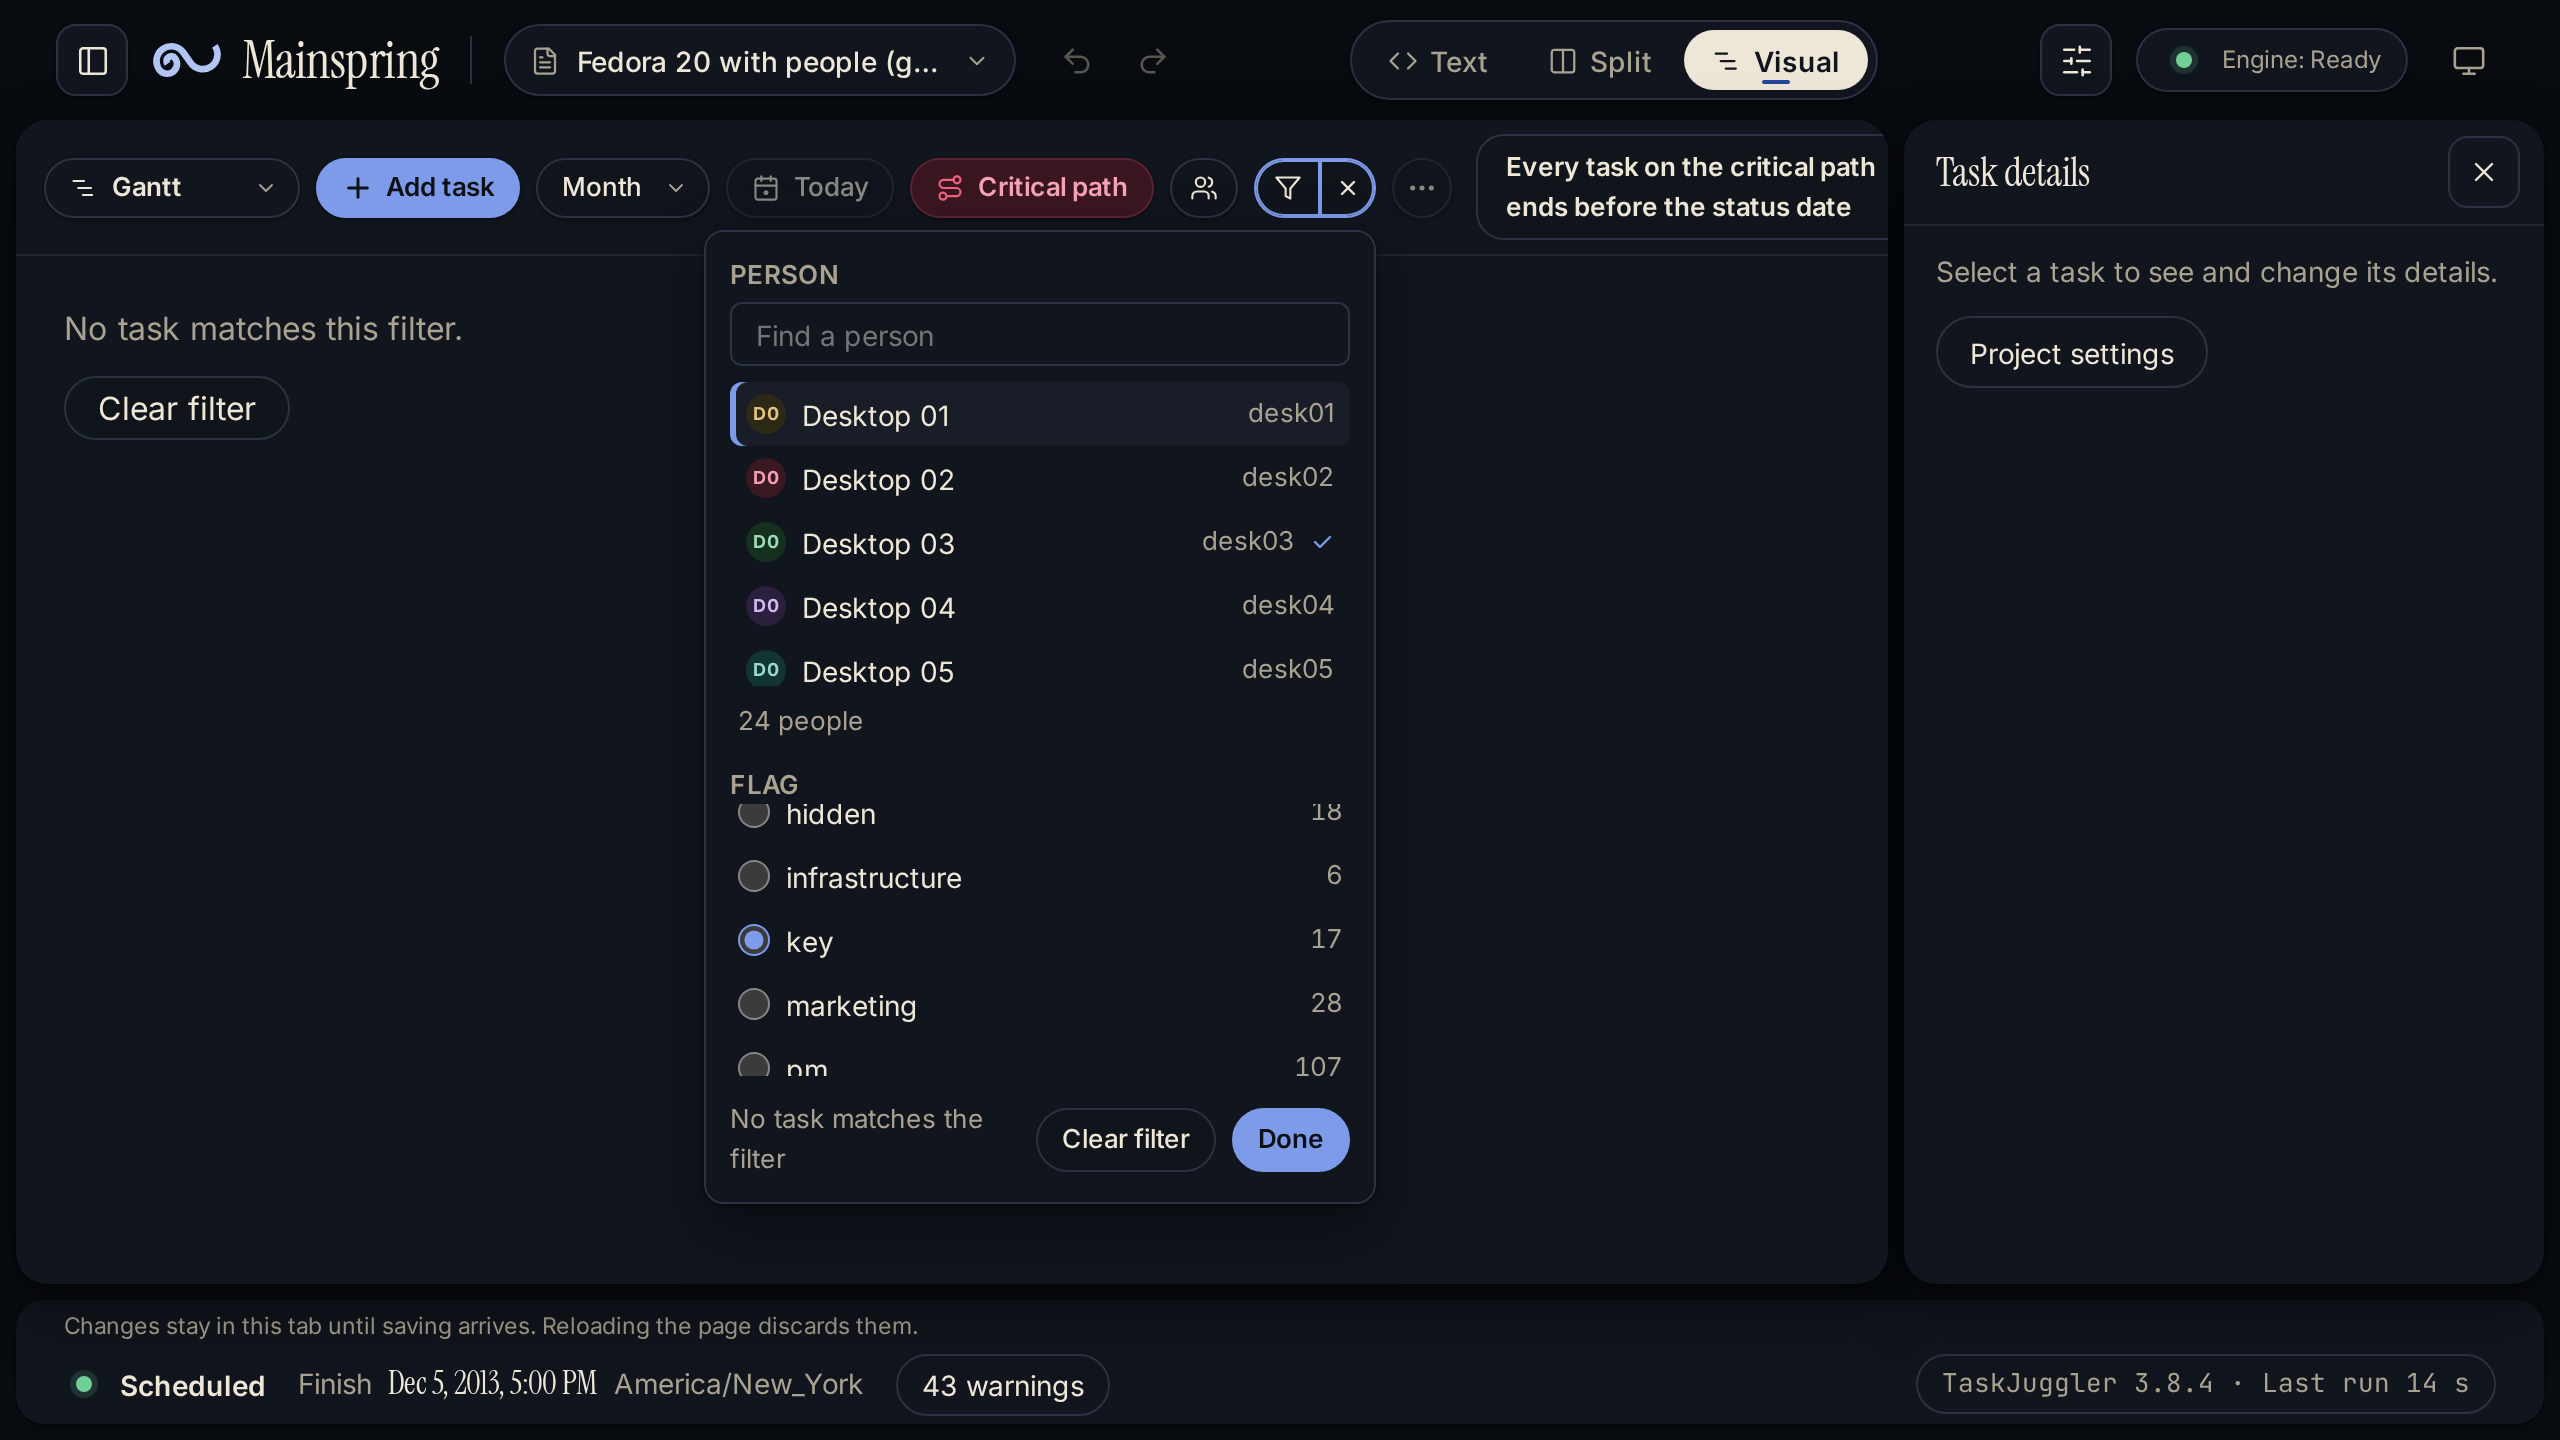 Mainspring
Fedora 20 with people (g...
Text
Split
Visual
Engine: Ready
Gantt
Add task
Month
Today
Critical path
Every task on the critical path
ends before the status date
Task details
Select a task to see and change its details.
Project settings
No task matches this filter.
Clear filter
PERSON
Find a person
D0 Desktop 01 desk01
D0 Desktop 02 desk02
D0 Desktop 03 desk03
D0 Desktop 04 desk04
D0 Desktop 05 desk05
24 people
FLAG
hidden 18
infrastructure 6
key 17
marketing 28
pm 107
No task matches the
filter
Clear filter
Done
Changes stay in this tab until saving arrives. Reloading the page discards them.
Scheduled Finish Dec 5, 2013, 5:00 PM America/New_York 43 warnings
TaskJuggler 3.8.4 · Last run 14 s